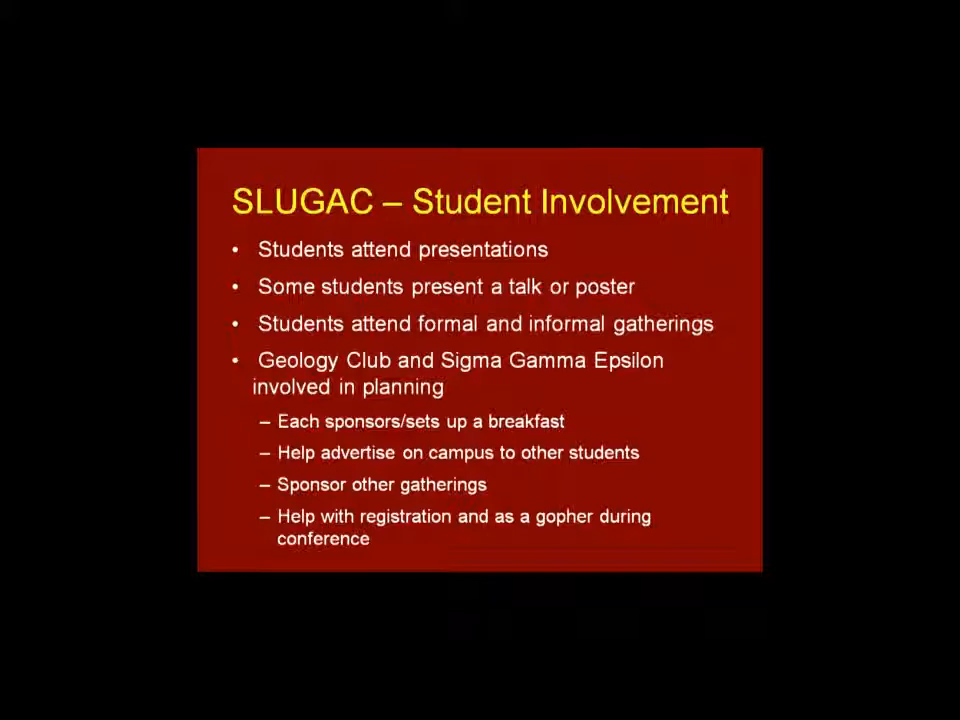 SLUGAC – Student Involvement
• Students attend presentations
• Some students present a talk or poster
• Students attend formal and informal gatherings
• Geology Club and Sigma Gamma Epsilon
involved in planning
– Each sponsors/sets up a breakfast
– Help advertise on campus to other students
– Sponsor other gatherings
– Help with registration and as a gopher during
conference